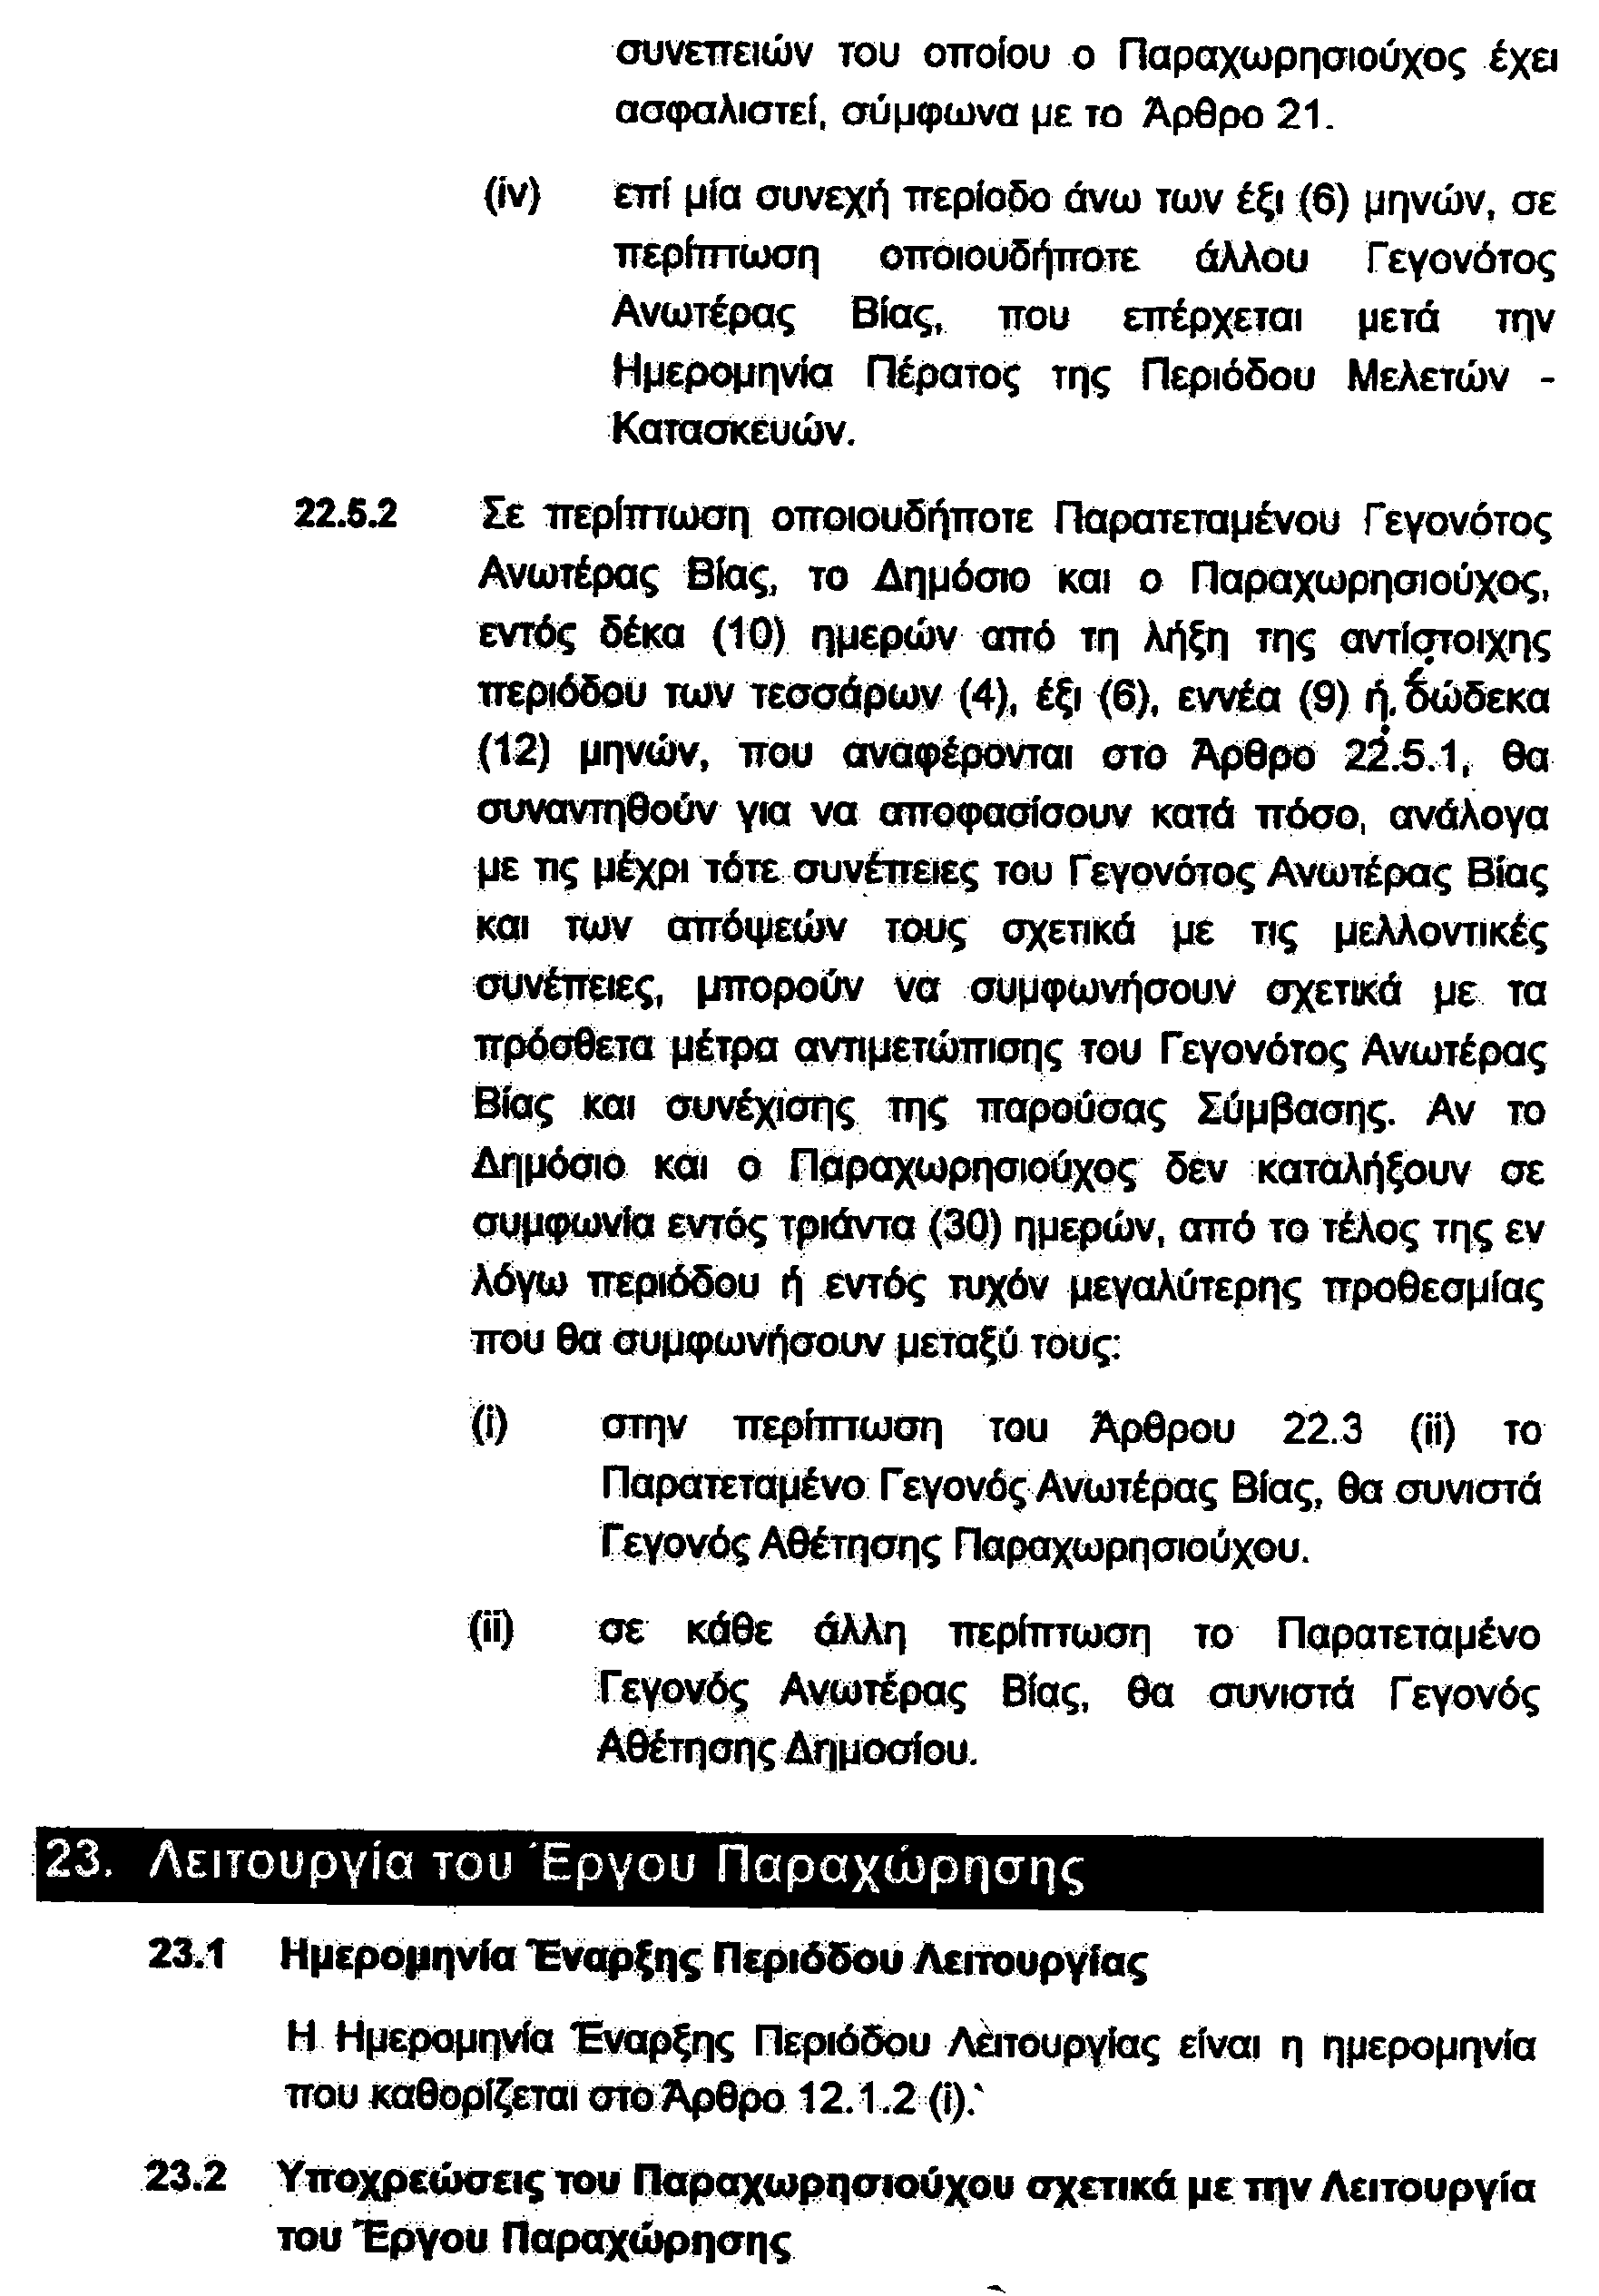 συνεπειών του οποίου ο Παραχωρησιούχος έχει
ασφαλιστεί, σύμφωνα με το Άρθρο 21.
(iv) επί μία συνεχή περίοδο άνω των έξι (6) μηνών, σε
περίπτωση οποιουδήποτε άλλου Γεγονότος
Ανωτέρας Βίας, που επέρχεται μετά την
Ημερομηνία Πέρατος της Περιόδου Μελετών -
Κατασκευών.
22.5.2 Σε περίπτωση οποιουδήποτε Παρατεταμένου Γεγονότος
Ανωτέρας Βίας, το Δημόσιο και ο Παραχωρησιούχος,
εντός δέκα (10) ημερών από τη λήξη της αντίστοιχης
περιόδου των τεσσάρων (4), έξι (6), εννέα (9) ή δώδεκα
(12) μηνών, που αναφέρονται στο Άρθρο 22.5.1, θα
συναντηθούν για να αποφασίσουν κατά πόσο, ανάλογα
με τις μέχρι τότε συνέπειες του Γεγονότος Ανωτέρας Βίας
και των απόψεών τους σχετικά με τις μελλοντικές
συνέπειες, μπορούν να συμφωνήσουν σχετικά με τα
πρόσθετα μέτρα αντιμετώπισης του Γεγονότος Ανωτέρας
Βίας και συνέχισης της παρούσας Σύμβασης. Αν το
Δημόσιο και ο Παραχωρησιούχος δεν καταλήξουν σε
συμφωνία εντός τριάντα (30) ημερών, από το τέλος της εν
λόγω περιόδου ή εντός τυχόν μεγαλύτερης προθεσμίας
που θα συμφωνήσουν μεταξύ τους:
(i) στην περίπτωση του Άρθρου 22.3 (ii) το
Παρατεταμένο Γεγονός Ανωτέρας Βίας, θα συνιστά
Γεγονός Αθέτησης Παραχωρησιούχου.
(ii) σε κάθε άλλη περίπτωση το Παρατεταμένο
Γεγονός Ανωτέρας Βίας, θα συνιστά Γεγονός
Αθέτησης Δημοσίου.
23. Λειτουργία του Έργου Παραχώρησης
23.1 Ημερομηνία Έναρξης Περιόδου Λειτουργίας
Η Ημερομηνία Έναρξης Περιόδου Λειτουργίας είναι η ημερομηνία
που καθορίζεται στο Άρθρο 12.1.2 (i).
23.2 Υποχρεώσεις του Παραχωρησιούχου σχετικά με την Λειτουργία
του Έργου Παραχώρησης